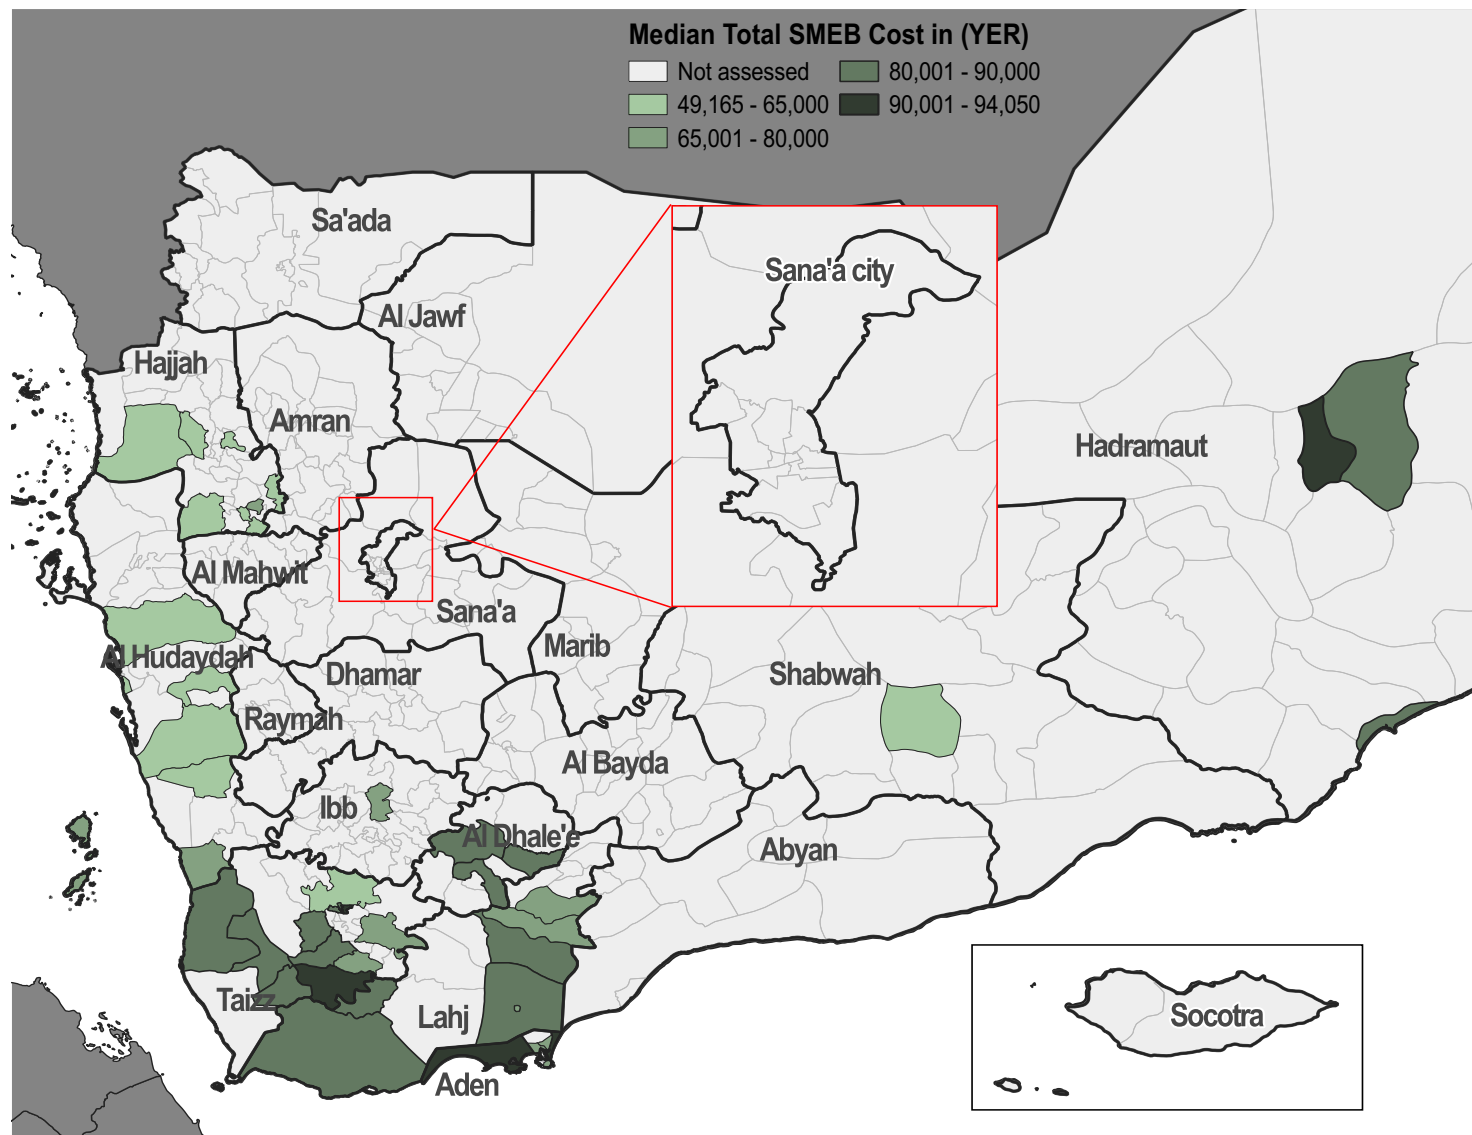 Median Total SMEB Cost in (YER)
Not assessed
80,001 - 90,000
49,165 - 65,000
90,001 - 94,050
65,001 - 80,000
Sa'ada
Sana'a city
Al Jawf
Hajjah
Amran
Hadramaut
Al Mahwit
Sana'a
Marib
Al Hudaydah
Dhamar
Shabwah
Raymah
Al Bayda
Ibb
Al Dhale'e
Abyan
Taizz
Lahj
Socotra
Aden